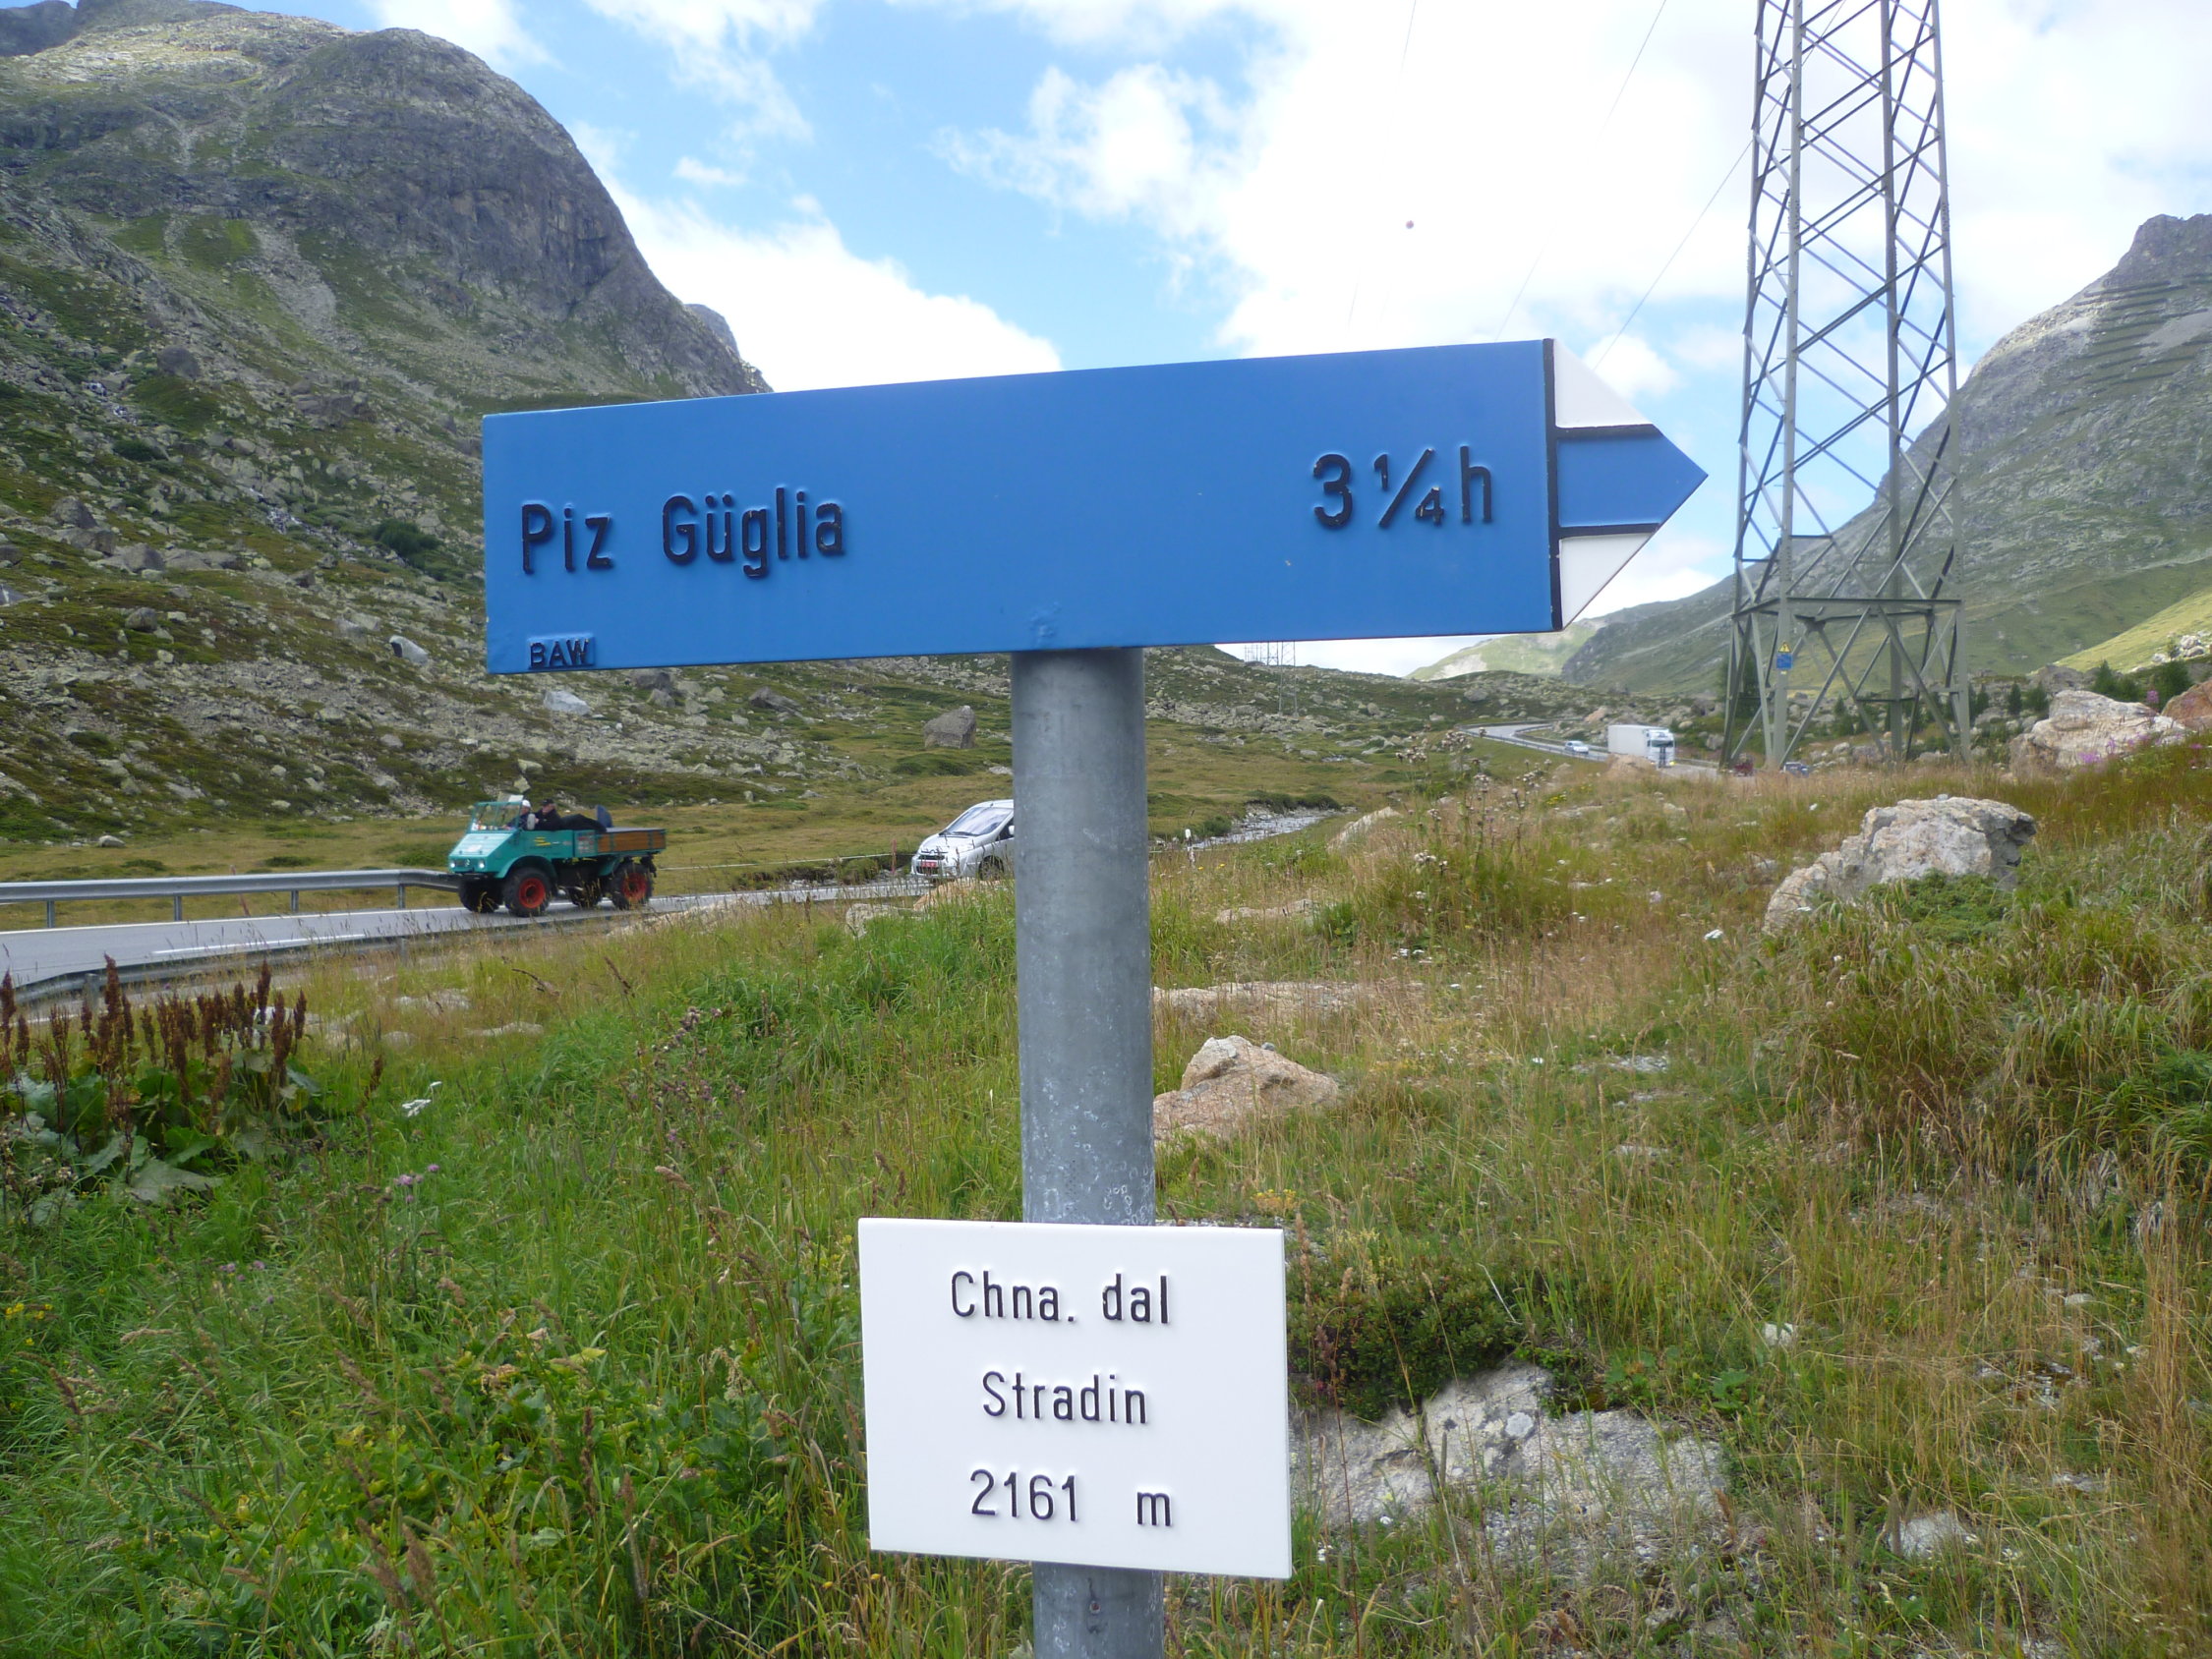 Piz Güglia 3 ¼ h
BAW
Chna. dal
Stradin
2161 m